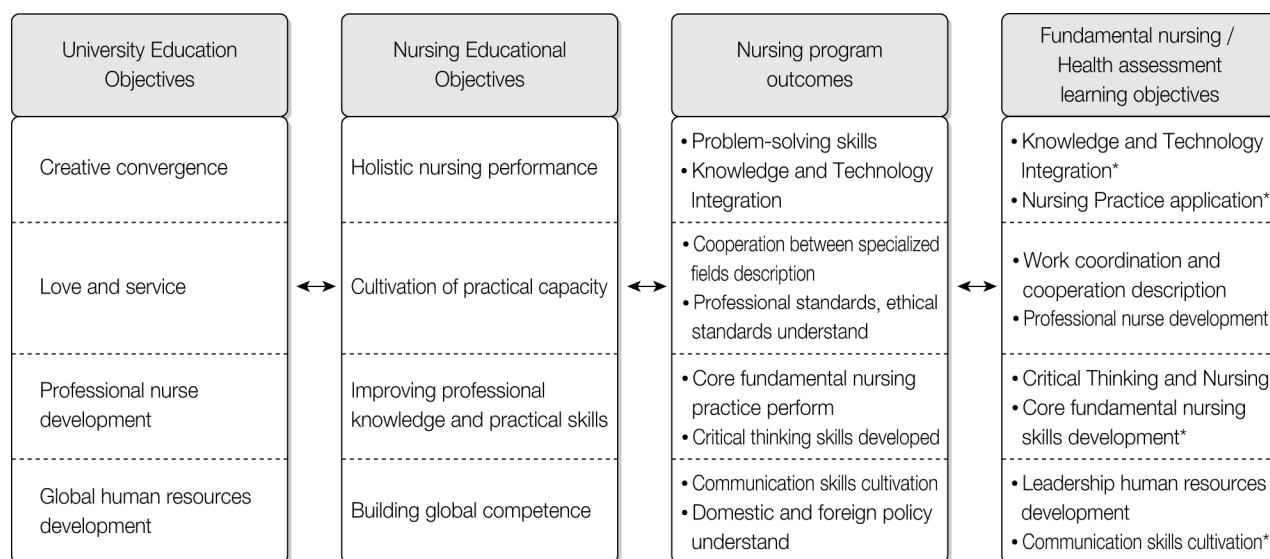 University Education
Objectives
Creative convergence
Love and service
Professional nurse
development
Global human resources
development
Nursing Educational
Objectives
Holistic nursing performance
Cultivation of practical capacity
Improving professional
knowledge and practical skills
Building global competence
Nursing program
outcomes
• Problem-solving skills
• Knowledge and Technology
Integration
• Cooperation between specialized
fields description
• Professional standards, ethical
standards understand
• Core fundamental nursing
practice perform
• Critical thinking skills developed
• Communication skills cultivation
• Domestic and foreign policy
understand
Fundamental nursing /
Health assessment
learning objectives
• Knowledge and Technology
Integration*
• Nursing Practice application*
• Work coordination and
cooperation description
• Professional nurse development
• Critical Thinking and Nursing
• Core fundamental nursing
skills development*
• Leadership human resources
development
• Communication skills cultivation*